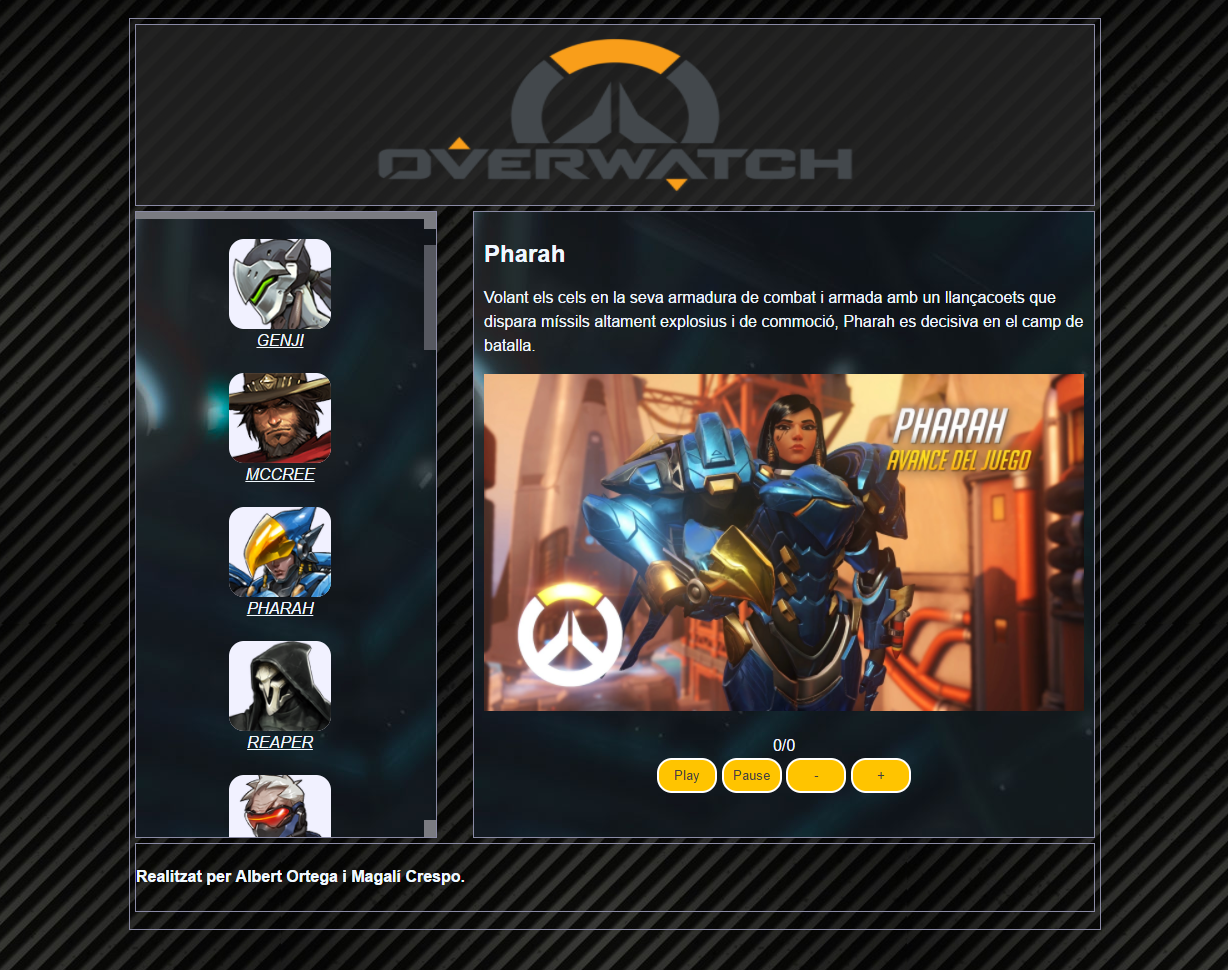 OVERWATCH
GENJI
MCCREE
PHARAH
REAPER
Pharah
Volant els cels en la seva armadura de combat i armada amb un llançacoets que
dispara míssils altament explosius i de commoció, Pharah es decisiva en el camp de
batalla.
PHARAH
AVANCE DEL JUEGO
0/0
Play Pause - +
Realitzat per Albert Ortega i Magalí Crespo.